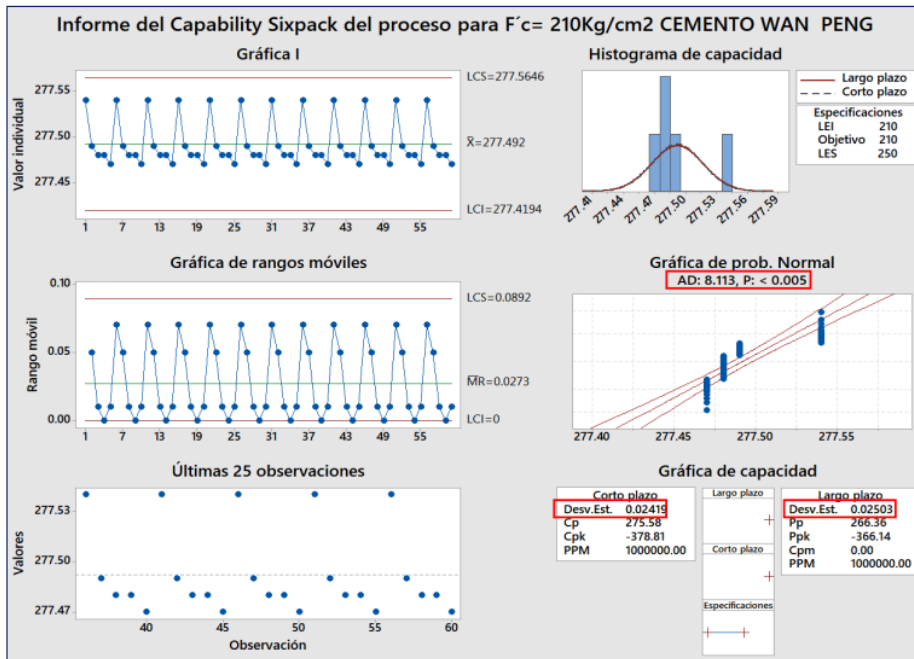 Informe del Capability Sixpack del proceso para F´c= 210Kg/cm2 CEMENTO WAN PENG
Gráfica I
Valor individual
277.55
277.50
277.45
LCS=277.5646
X̄=277.492
LCI=277.4194
1 7 13 19 25 31 37 43 49 55
Histograma de capacidad
Largo plazo
Corto plazo
Especificaciones
LEI 210
Objetivo 210
LES 250
277.41 277.44 277.47 277.50 277.53 277.56 277.59
Gráfica de rangos móviles
Rango móvil
0.10
0.05
0.00
LCS=0.0892
M̄R̄=0.0273
LCI=0
1 7 13 19 25 31 37 43 49 55
Gráfica de prob. Normal
AD: 8.113, P: < 0.005
277.40 277.45 277.50 277.55
Últimas 25 observaciones
Valores
277.53
277.50
277.47
40 45 50 55 60
Observación
Gráfica de capacidad
Corto plazo
Desv.Est. 0.02419
Cp 275.58
Cpk -378.81
PPM 1000000.00
Largo plazo
Corto plazo
Especificaciones
Largo plazo
Desv.Est. 0.02503
Pp 266.36
Ppk -366.14
Cpm 0.00
PPM 1000000.00